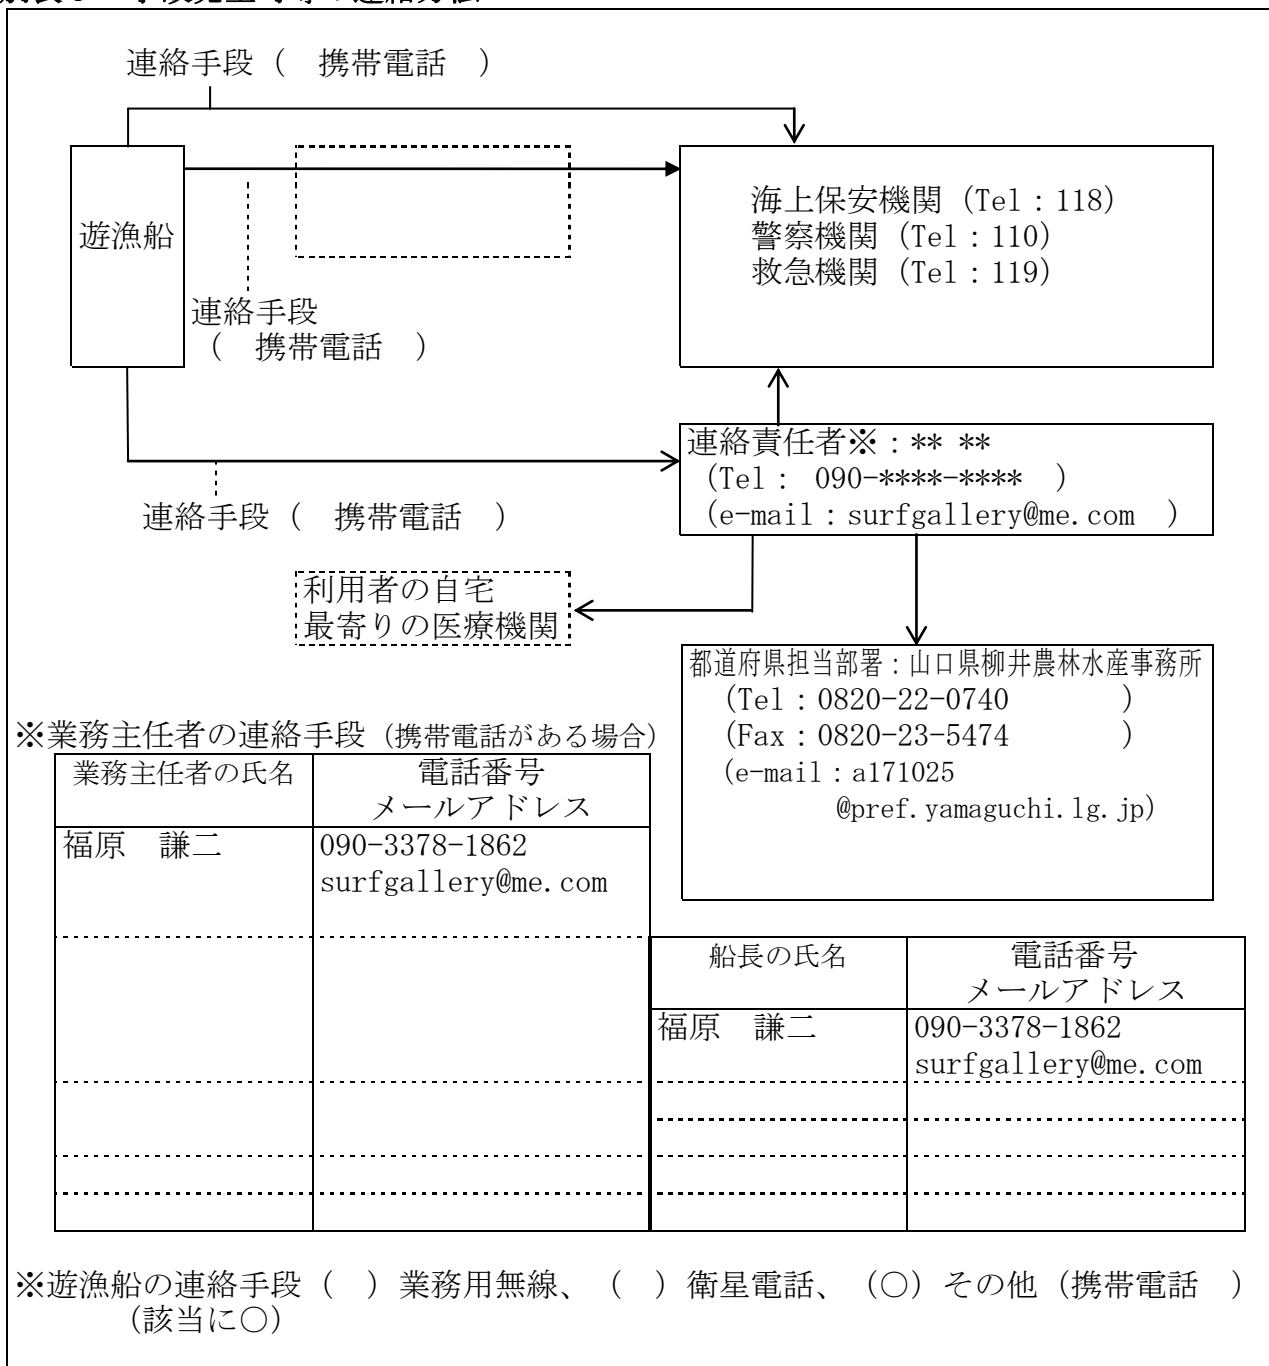 連絡手段（　携帯電話　）
遊漁船
海上保安機関（Tel：118）
警察機関（Tel：110）
救急機関（Tel：119）
連絡手段
（　携帯電話　）
連絡責任者※：** **
（Tel： 090-****-****　）
（e-mail：surfgallery@me.com　）
連絡手段（　携帯電話　）
利用者の自宅
最寄りの医療機関
都道府県担当部署：山口県柳井農林水産事務所
（Tel：0820-22-0740　　　　）
（Fax：0820-23-5474　　　　）
（e-mail：a171025
@pref.yamaguchi.lg.jp）
※業務主任者の連絡手段（携帯電話がある場合）
業務主任者の氏名　電話番号
メールアドレス
福原　謙二　090-3378-1862
surfgallery@me.com
船長の氏名　電話番号
メールアドレス
福原　謙二　090-3378-1862
surfgallery@me.com
※遊漁船の連絡手段（　）業務用無線、（　）衛星電話、（○）その他（携帯電話　）
（該当に○）